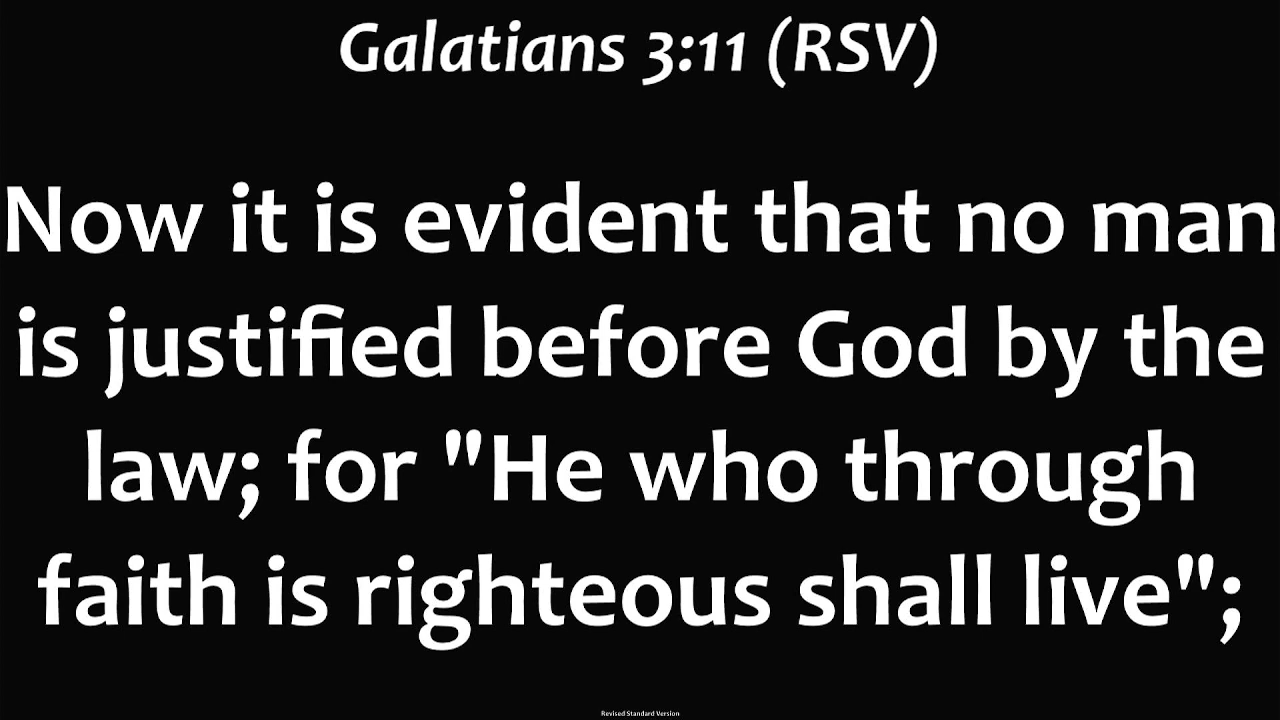 Galatians 3:11 (RSV)
Now it is evident that no man
is justified before God by the
law; for "He who through
faith is righteous shall live";
Revised Standard Version